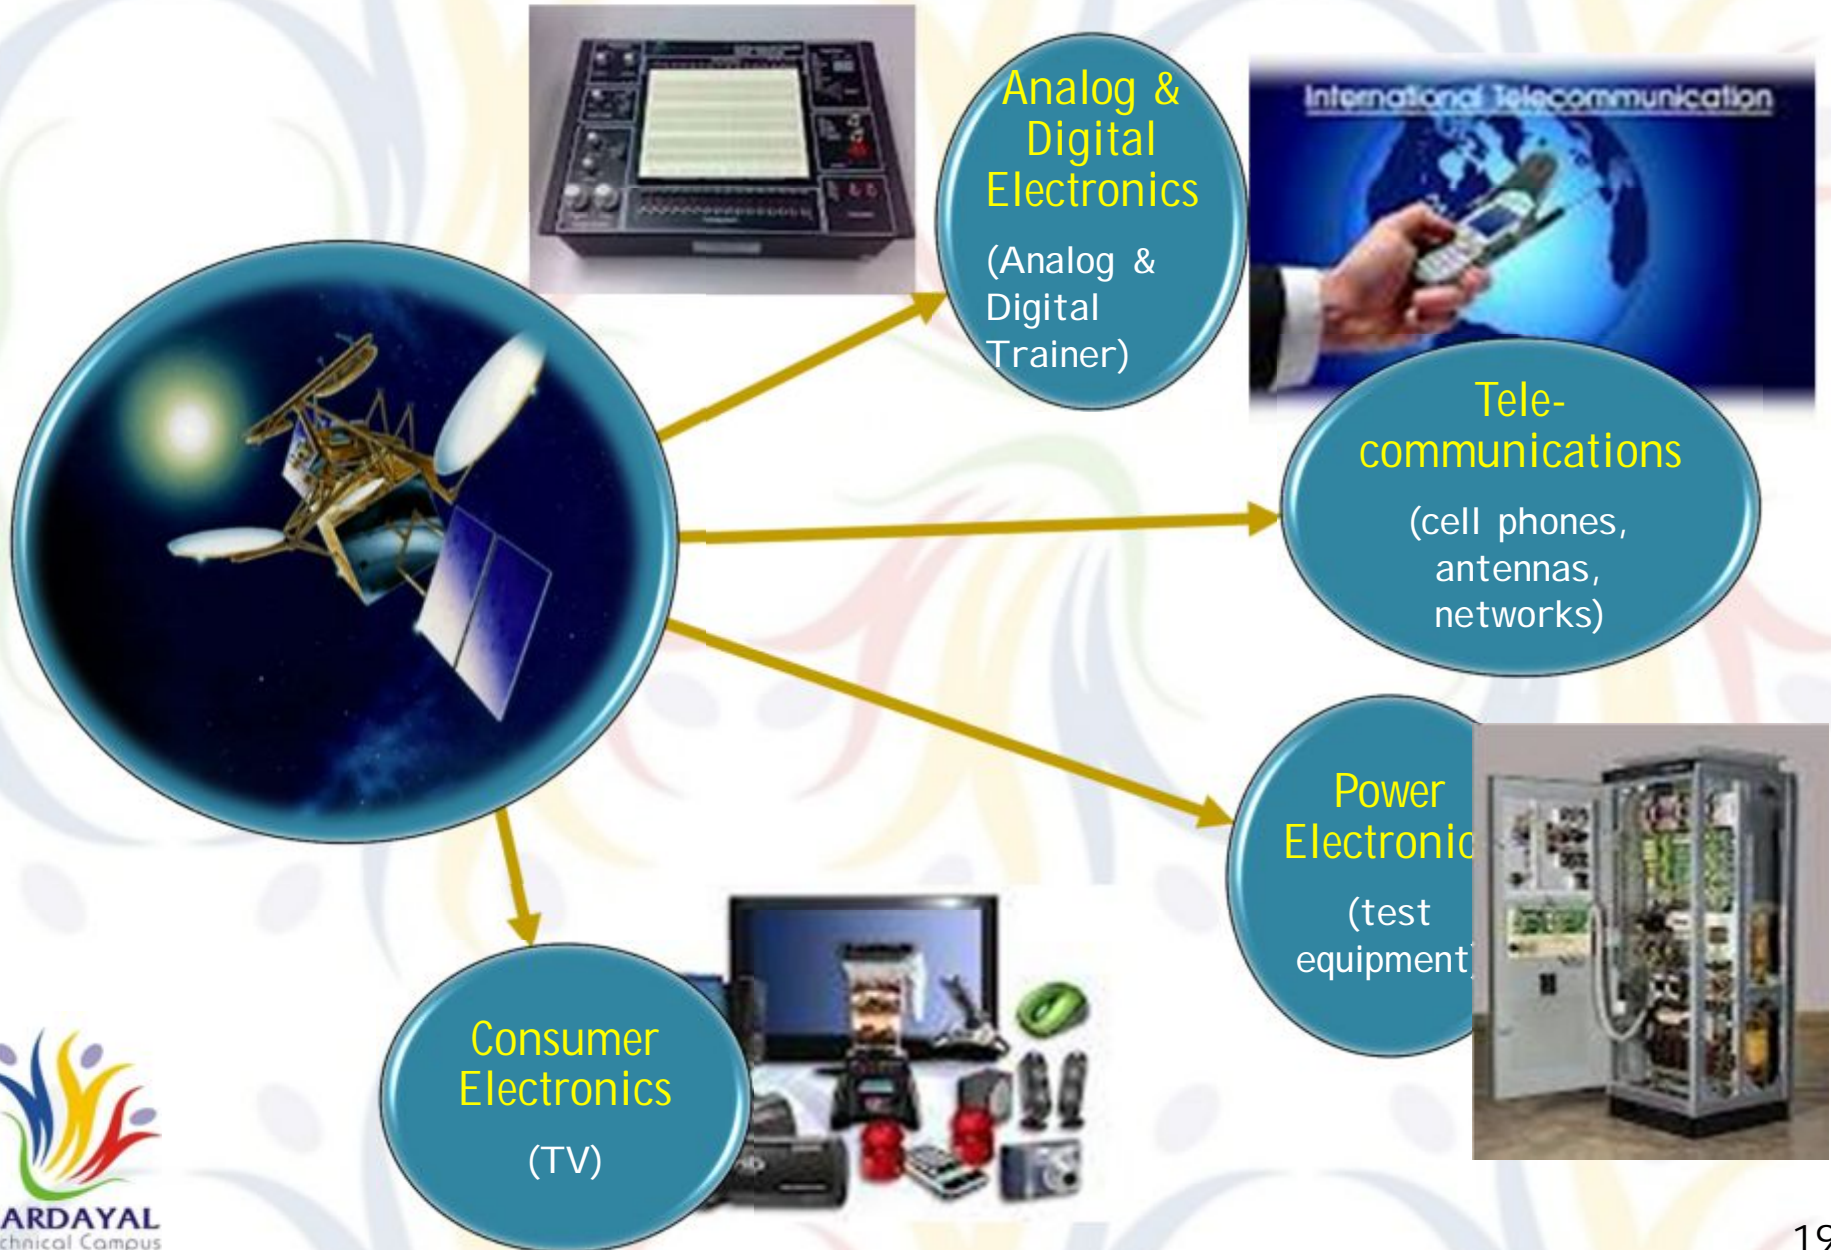 Analog &
Digital
Electronics
(Analog &
Digital
Trainer)
International Telecommunication
Tele-
communications
(cell phones,
antennas,
networks)
Power
Electronic
(test
equipment)
Consumer
Electronics
(TV)
ARDAYAL
chnical Campus
19